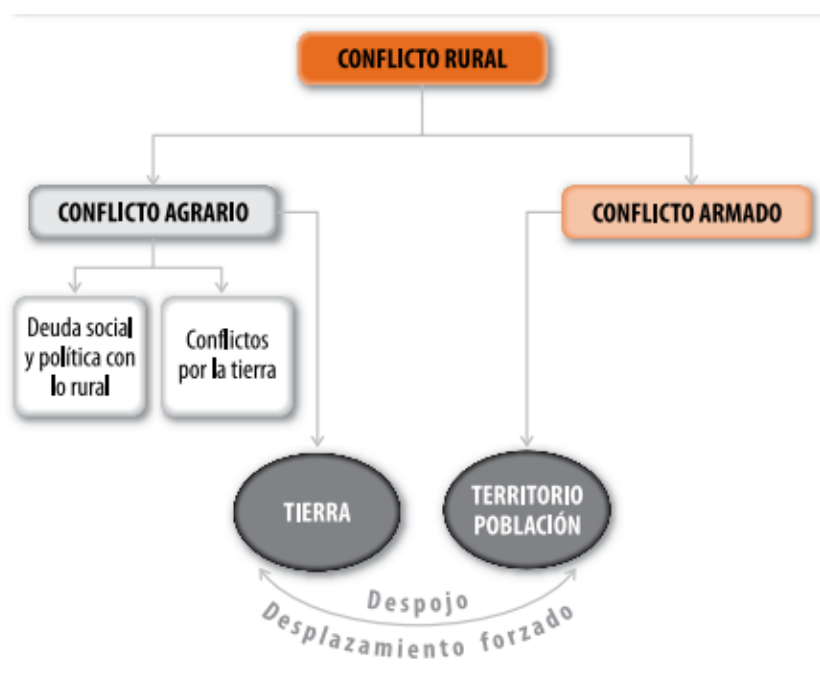 CONFLICTO RURAL
CONFLICTO AGRARIO
CONFLICTO ARMADO
Deuda social
y política con
lo rural
Conflictos
por la tierra
TIERRA
TERRITORIO
POBLACIÓN
Despojo
Desplazamiento forzado